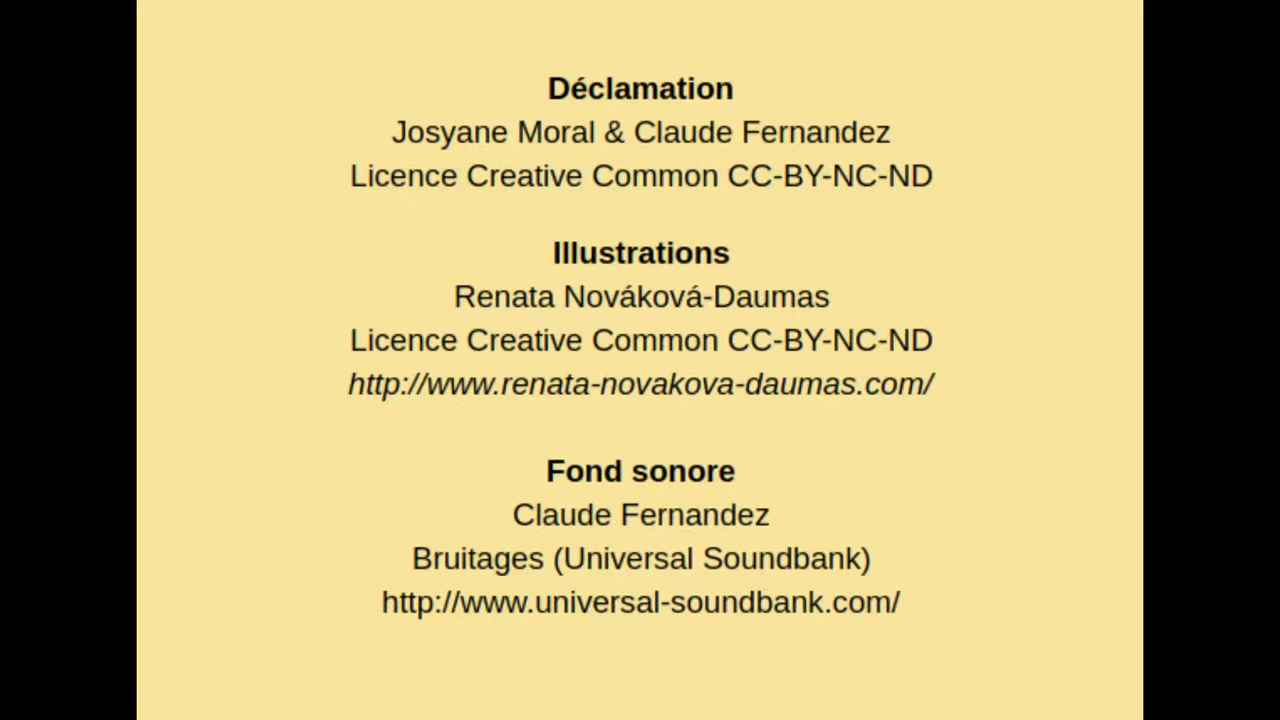 Déclamation
Josyane Moral & Claude Fernandez
Licence Creative Common CC-BY-NC-ND
Illustrations
Renata Nováková-Daumas
Licence Creative Common CC-BY-NC-ND
http://www.renata-novakova-daumas.com/
Fond sonore
Claude Fernandez
Bruitages (Universal Soundbank)
http://www.universal-soundbank.com/